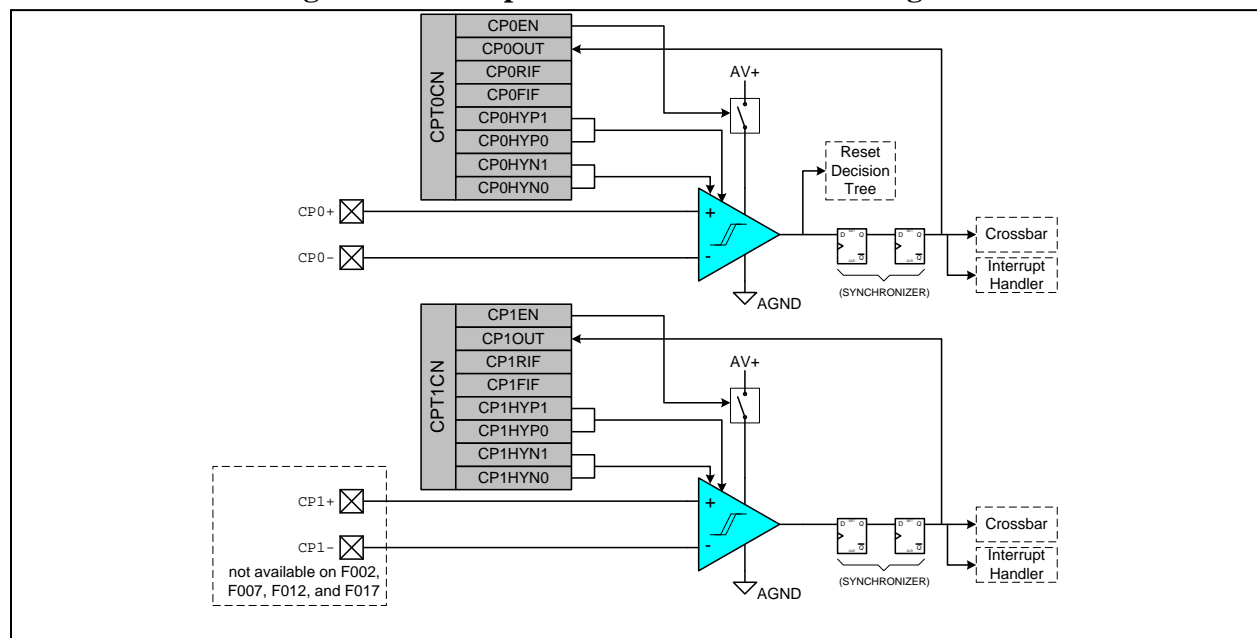 CPT0CN
CP0EN
CP0OUT
CP0RIF
CP0FIF
CP0HYP1
CP0HYP0
CP0HYN1
CP0HYN0
AV+
Reset
Decision
Tree
CP0+
CP0-
+
-
AGND
D
Q
Q
D
Q
Q
(SYNCHRONIZER)
Crossbar
Interrupt
Handler
CPT1CN
CP1EN
CP1OUT
CP1RIF
CP1FIF
CP1HYP1
CP1HYP0
CP1HYN1
CP1HYN0
AV+
CP1+
CP1-
not available on F002,
F007, F012, and F017
+
-
AGND
D
Q
Q
D
Q
Q
(SYNCHRONIZER)
Crossbar
Interrupt
Handler